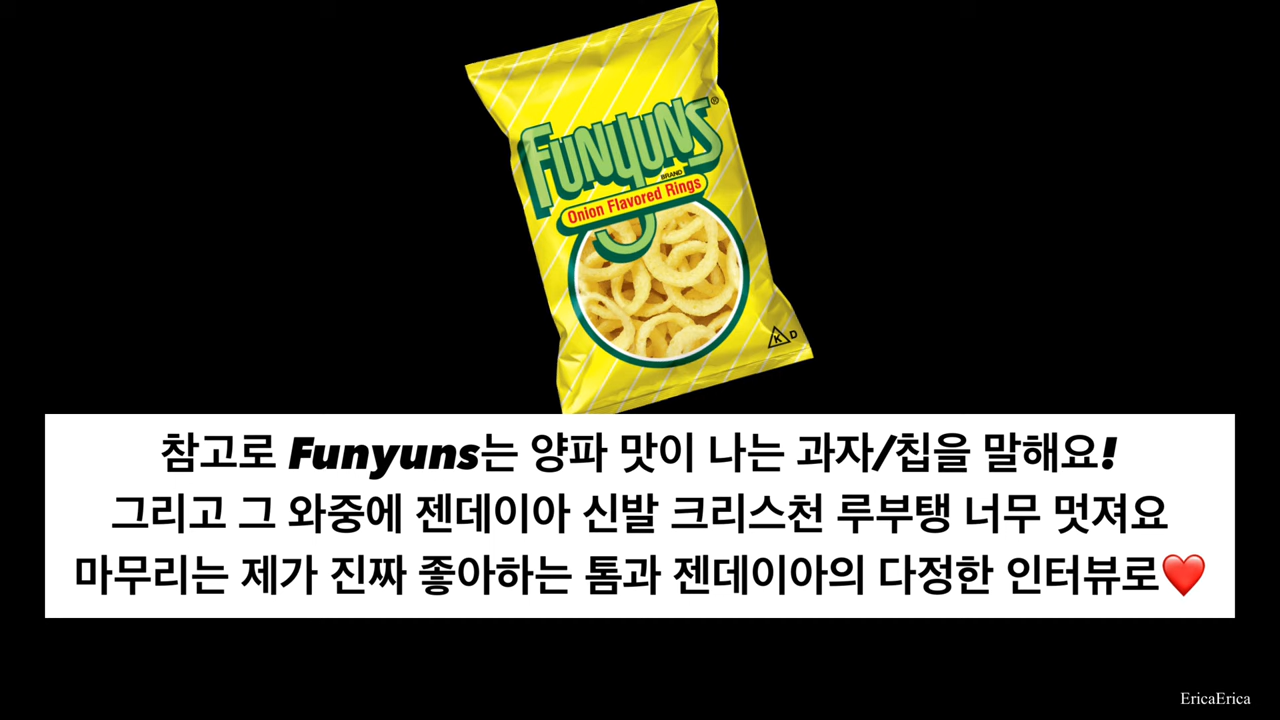 FUNYUNS®
BRAND
Onion Flavored Rings
K D
참고로 Funyuns는 양파 맛이 나는 과자/칩을 말해요!
그리고 그 와중에 젠데이아 신발 크리스천 루부탱 너무 멋져요
마무리는 제가 진짜 좋아하는 톰과 젠데이아의 다정한 인터뷰로❤️
EricaErica